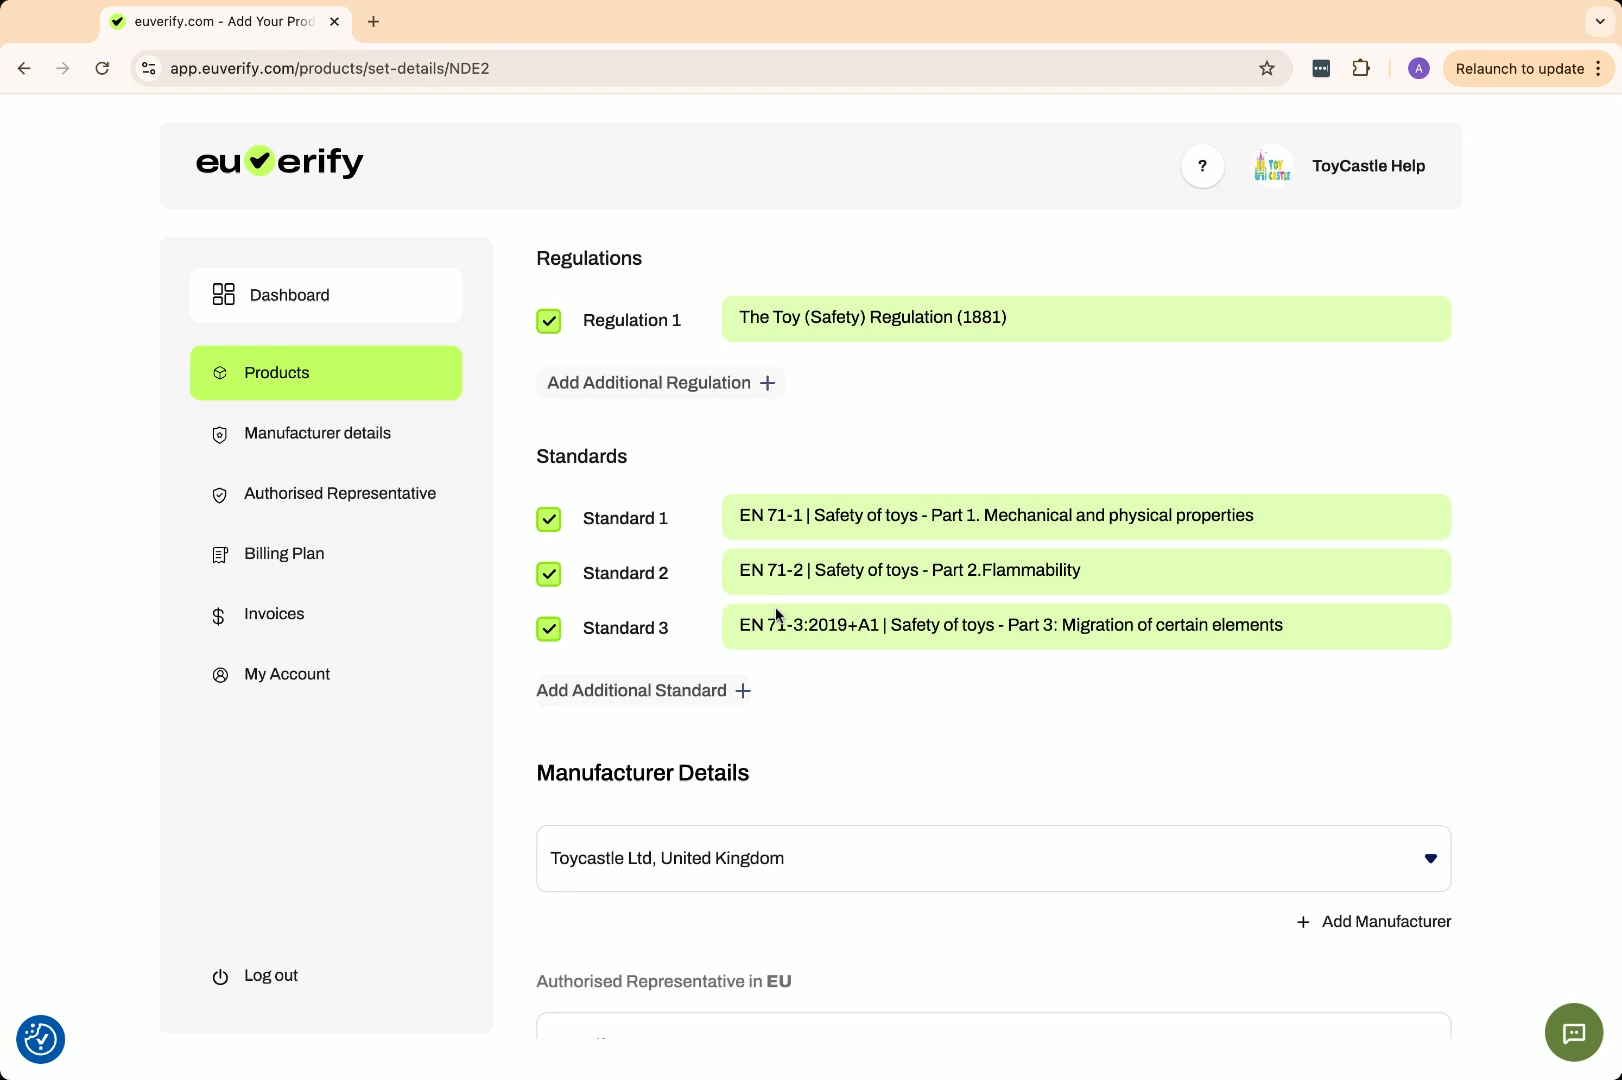 euverify.com - Add Your Prod
app.euverify.com/products/set-details/NDE2
A
Relaunch to update
euverify
?
TOY
CASTLE
ToyCastle Help
Dashboard
Products
Manufacturer details
Authorised Representative
Billing Plan
Invoices
My Account
Log out
Regulations
Regulation 1
The Toy (Safety) Regulation (1881)
Add Additional Regulation +
Standards
Standard 1
EN 71-1 | Safety of toys - Part 1. Mechanical and physical properties
Standard 2
EN 71-2 | Safety of toys - Part 2.Flammability
Standard 3
EN 71-3:2019+A1 | Safety of toys - Part 3: Migration of certain elements
Add Additional Standard +
Manufacturer Details
Toycastle Ltd, United Kingdom
+ Add Manufacturer
Authorised Representative in EU